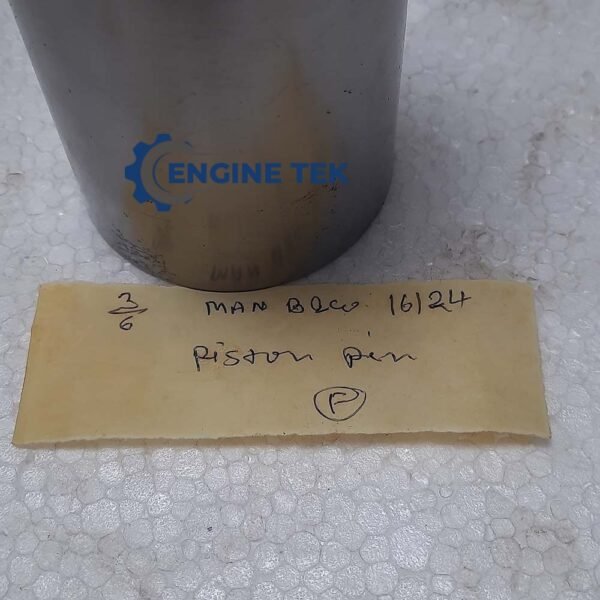 ENGINE TEK
3/6 MAN B&W 16/24
piston pin
P